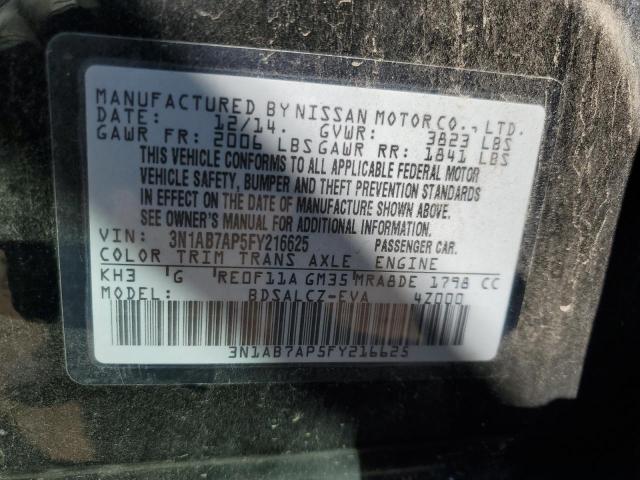 MANUFACTURED BY NISSAN MOTOR CO., LTD.
DATE: 12/14. GVWR: 3823 LBS
GAWR FR: 2006 LBS GAWR RR: 1841 LBS
THIS VEHICLE CONFORMS TO ALL APPLICABLE FEDERAL MOTOR
VEHICLE SAFETY, BUMPER AND THEFT PREVENTION STANDARDS
IN EFFECT ON THE DATE OF MANUFACTURE SHOWN ABOVE.
SEE OWNER'S MANUAL FOR ADDITIONAL INFORMATION.
VIN: 3N1AB7AP5FY216625 PASSENGER CAR.
COLOR TRIM TRANS AXLE ENGINE
KH3 G RE0F11A GM35 MRA8DE 1798 CC
MODEL: BDSALCZ-EVA 4Z000
3N1AB7AP5FY216625